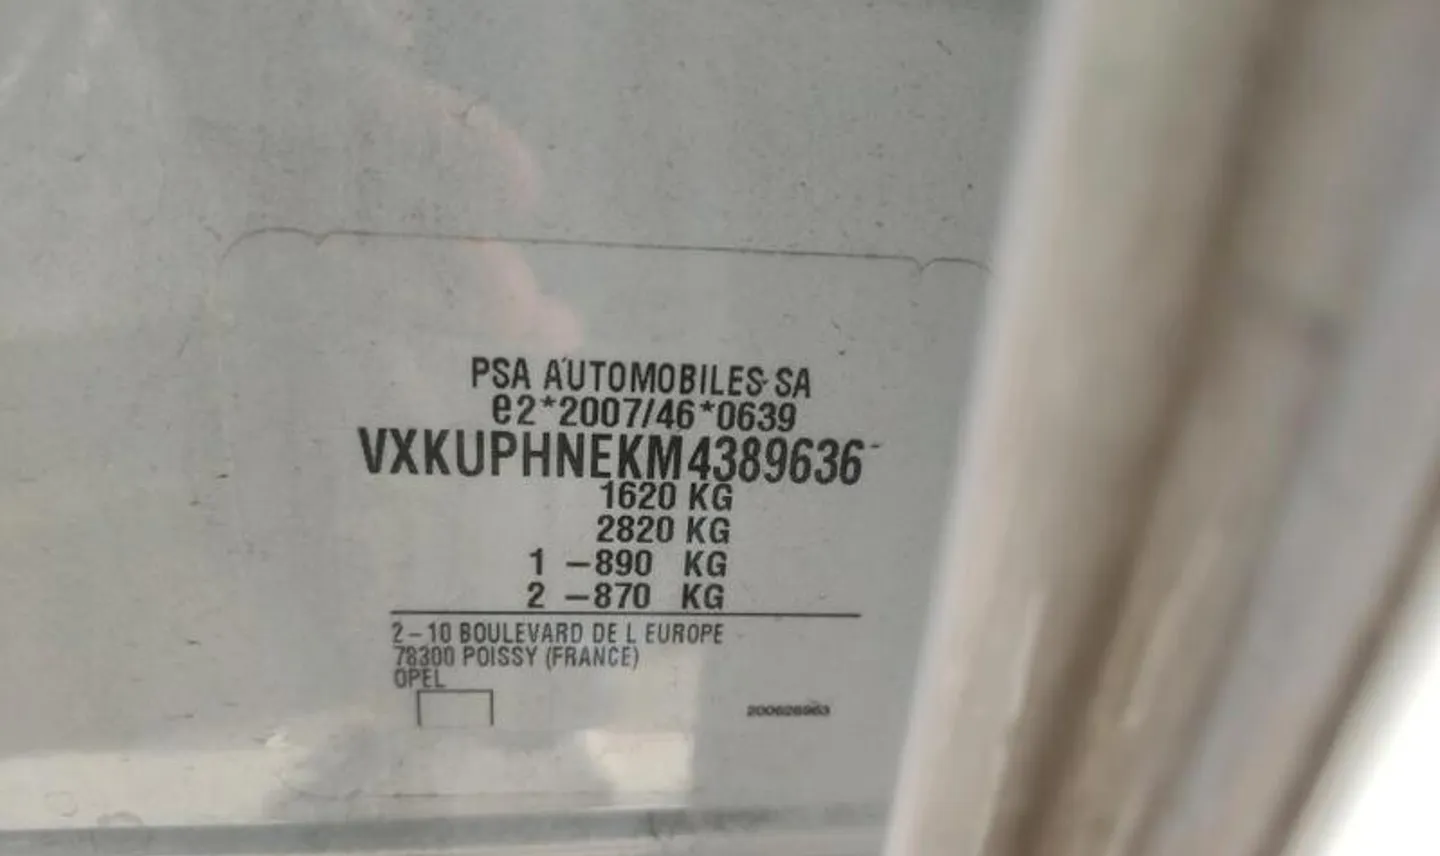 PSA AUTOMOBILES SA
e2*2007/46*0639
VXKUPHNEKM4389636
1620 KG
2820 KG
1 –890 KG
2 –870 KG
2–10 BOULEVARD DE L EUROPE
78300 POISSY (FRANCE)
OPEL